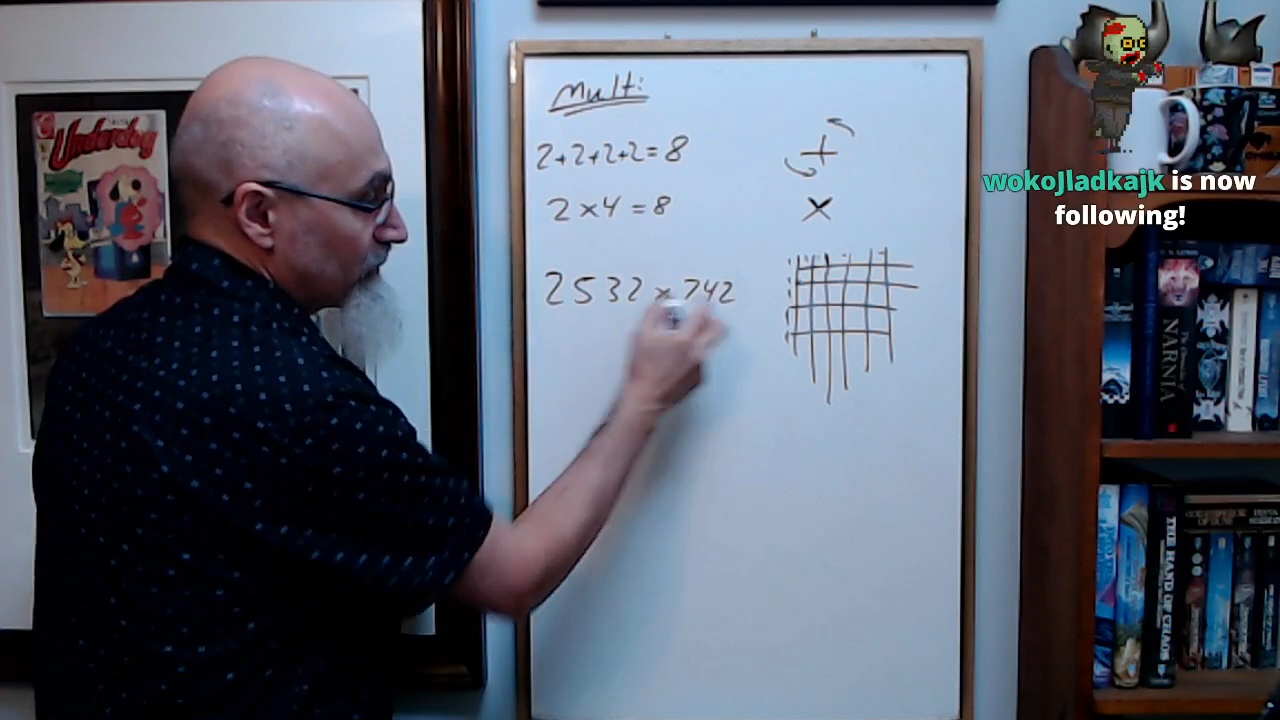 Mult:
2+2+2+2=8
+
2 x 4 = 8
x
2532 x 742
Underdog
wokoJladkajk is now
following!
NARNIA
THE HAND OF CHAOS